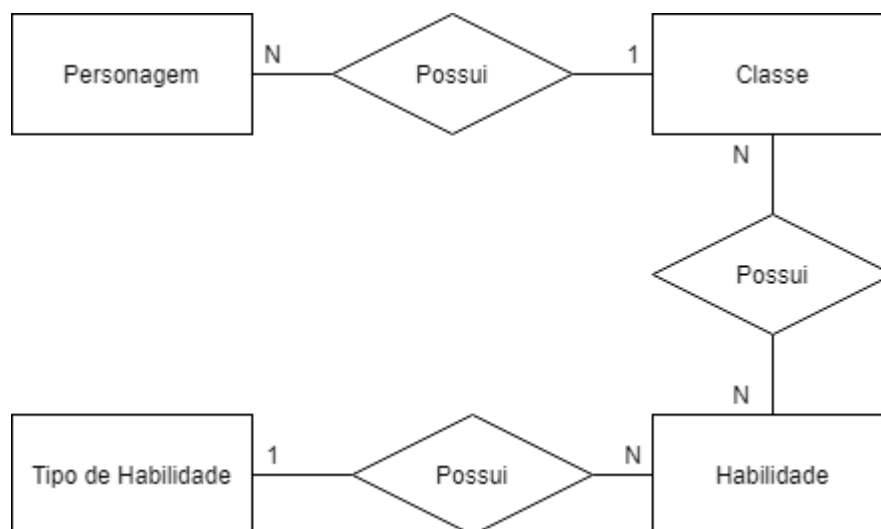 Personagem
N
Possui
1
Classe
N
Possui
N
Tipo de Habilidade
1
Possui
N
Habilidade